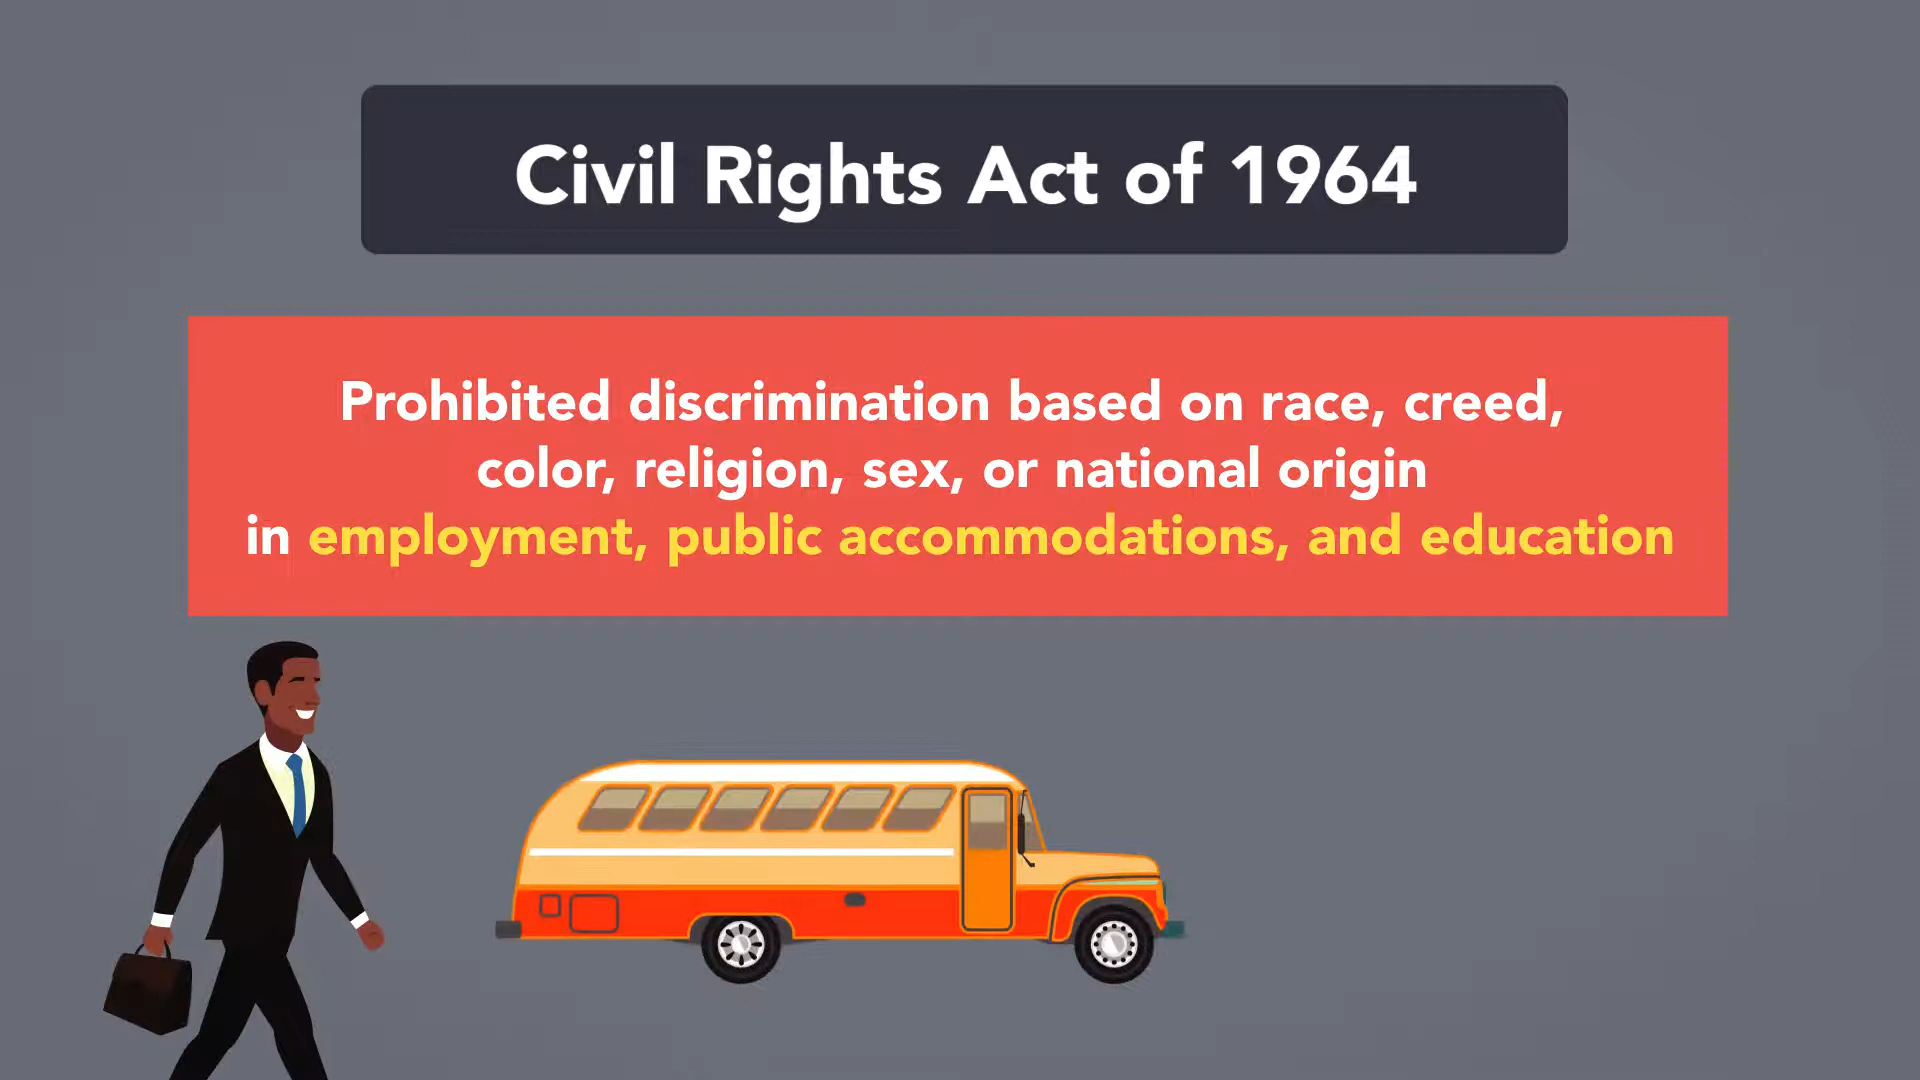 Civil Rights Act of 1964
Prohibited discrimination based on race, creed,
color, religion, sex, or national origin
in employment, public accommodations, and education